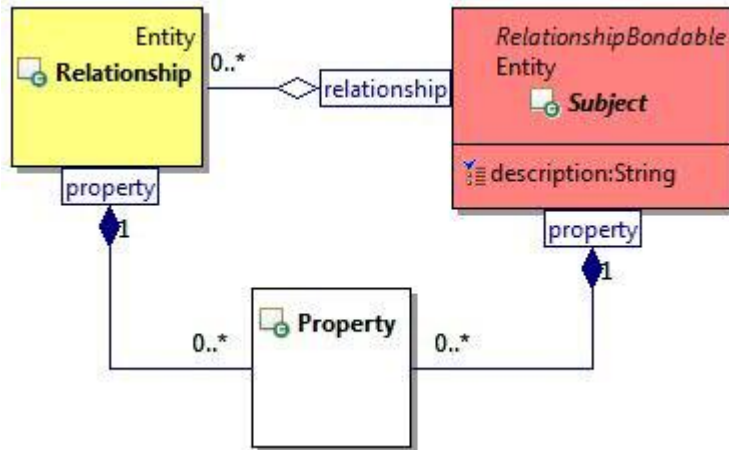 Entity
Relationship
0..*
relationship
RelationshipBondable
Entity
Subject
description:String
property
1
property
1
Property
0..*
0..*